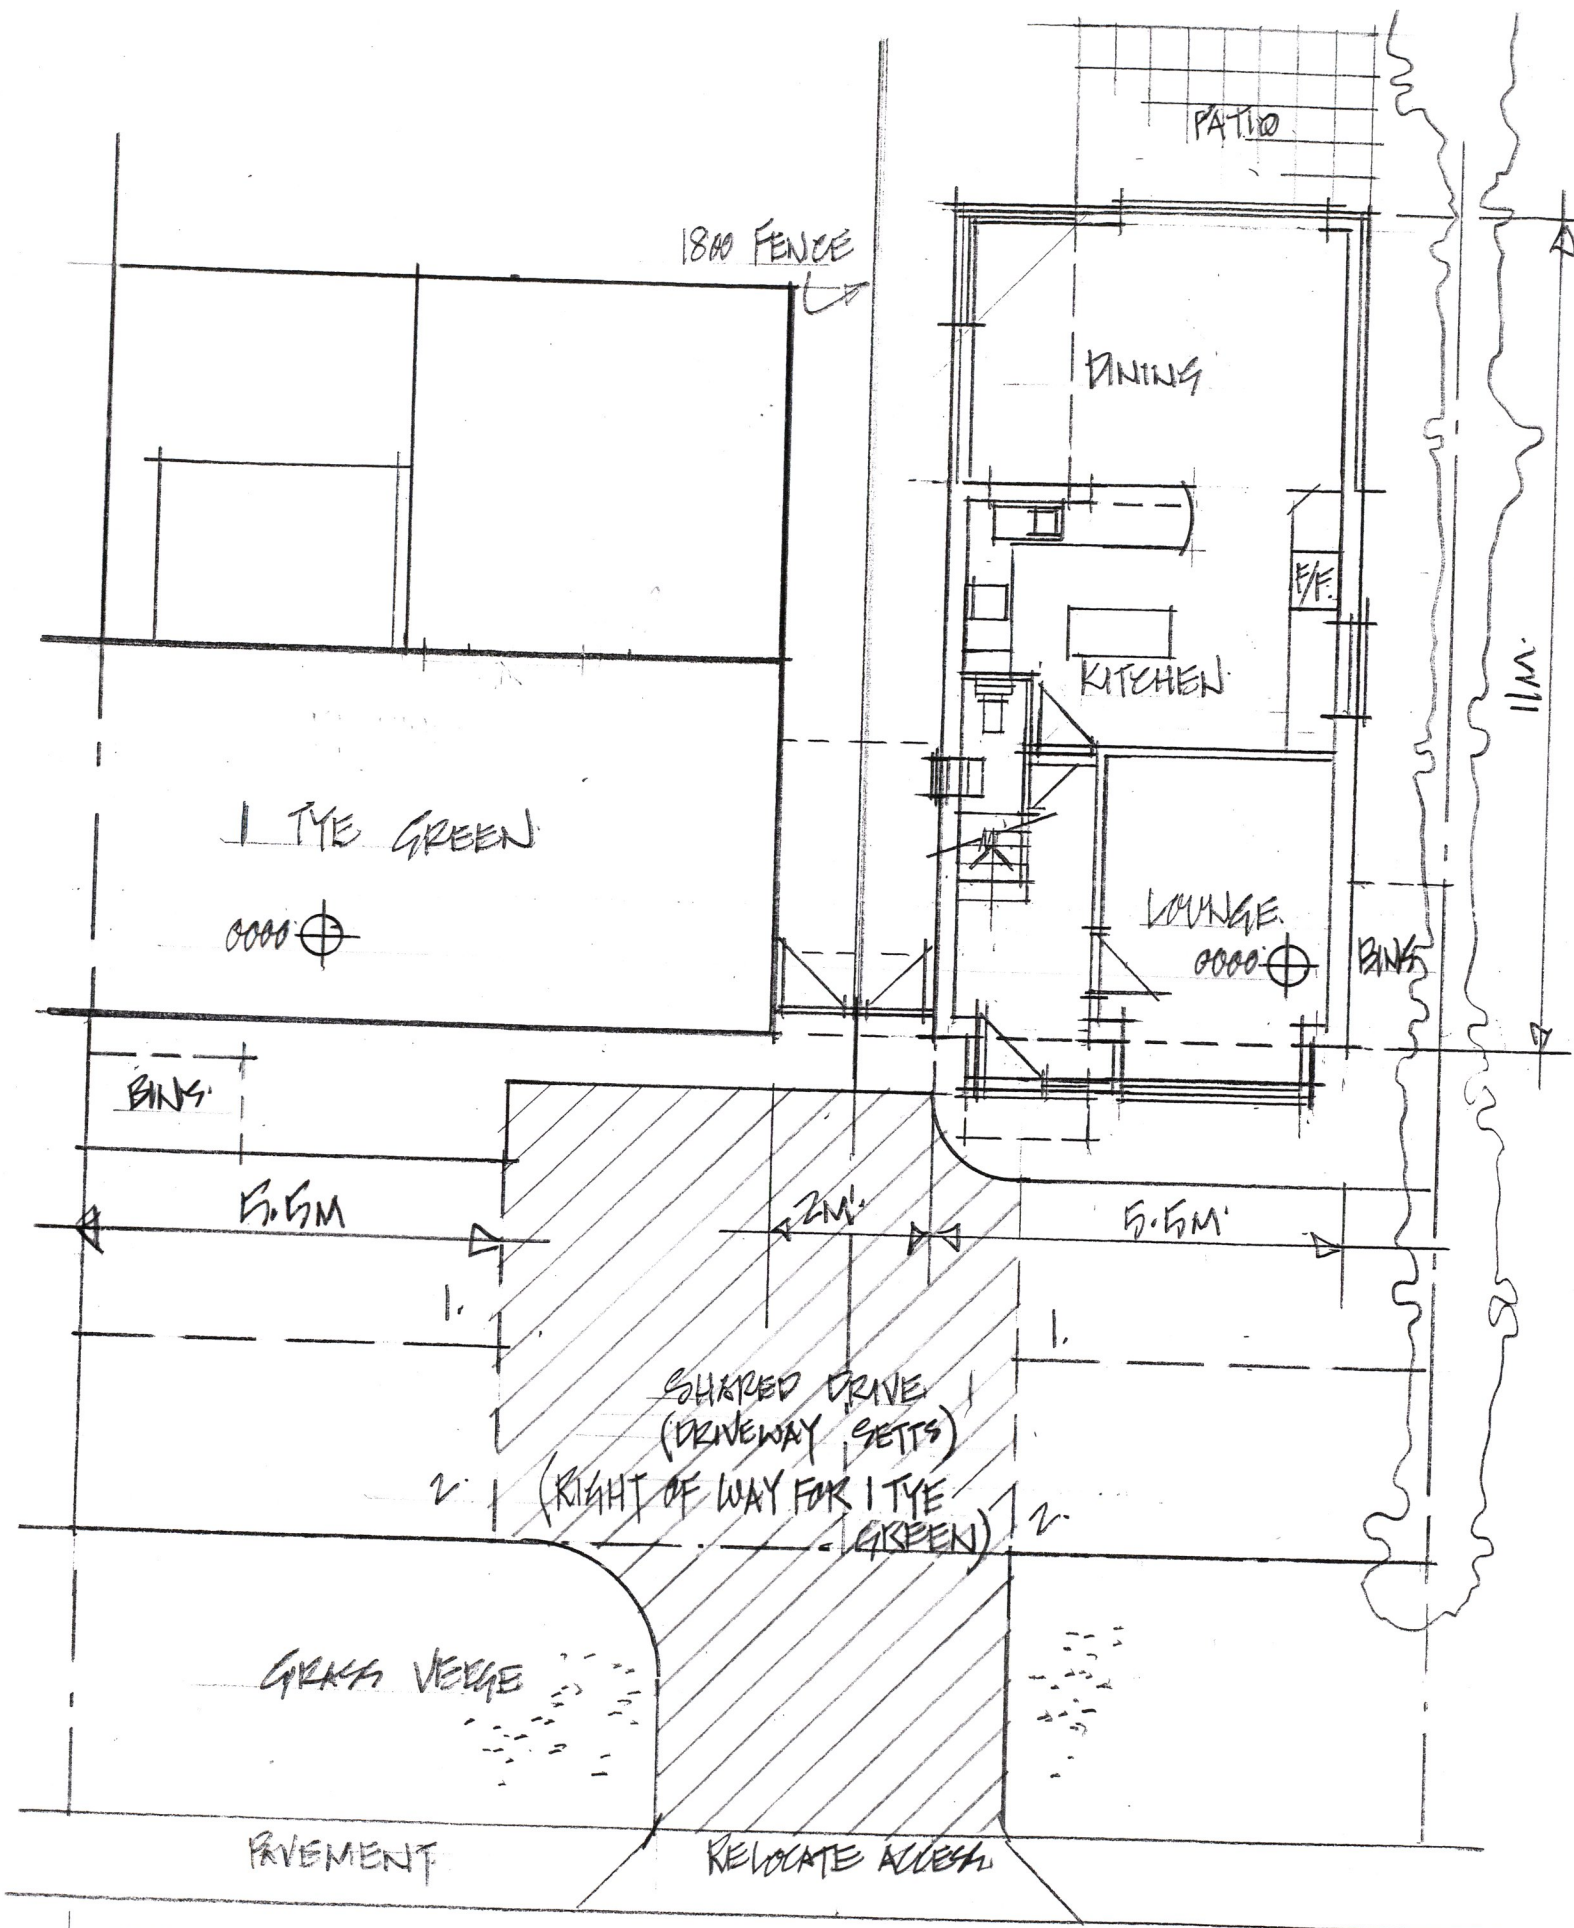 PATIO
1800 FENCE
DINING
F/F.
KITCHEN
11M.
1 TYE GREEN
LOUNGE.
0000
0000
BINS
BINS.
5.5M
2M.
5.5M.
1.
1.
SHARED DRIVE
(DRIVEWAY SETTS)
2.
(RIGHT OF WAY FOR 1 TYE
GREEN)
2.
GRASS VERGE
PAVEMENT
RELOCATE ACCESS.